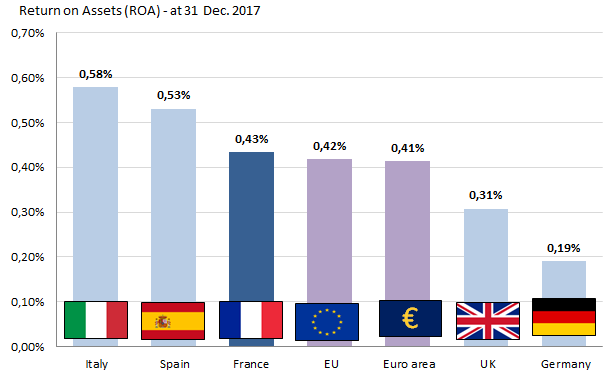 Return on Assets (ROA) - at 31 Dec. 2017
0,70%
0,60%
0,50%
0,40%
0,30%
0,20%
0,10%
0,00%
0,58%
0,53%
0,43%
0,42%
0,41%
0,31%
0,19%
€
Italy
Spain
France
EU
Euro area
UK
Germany